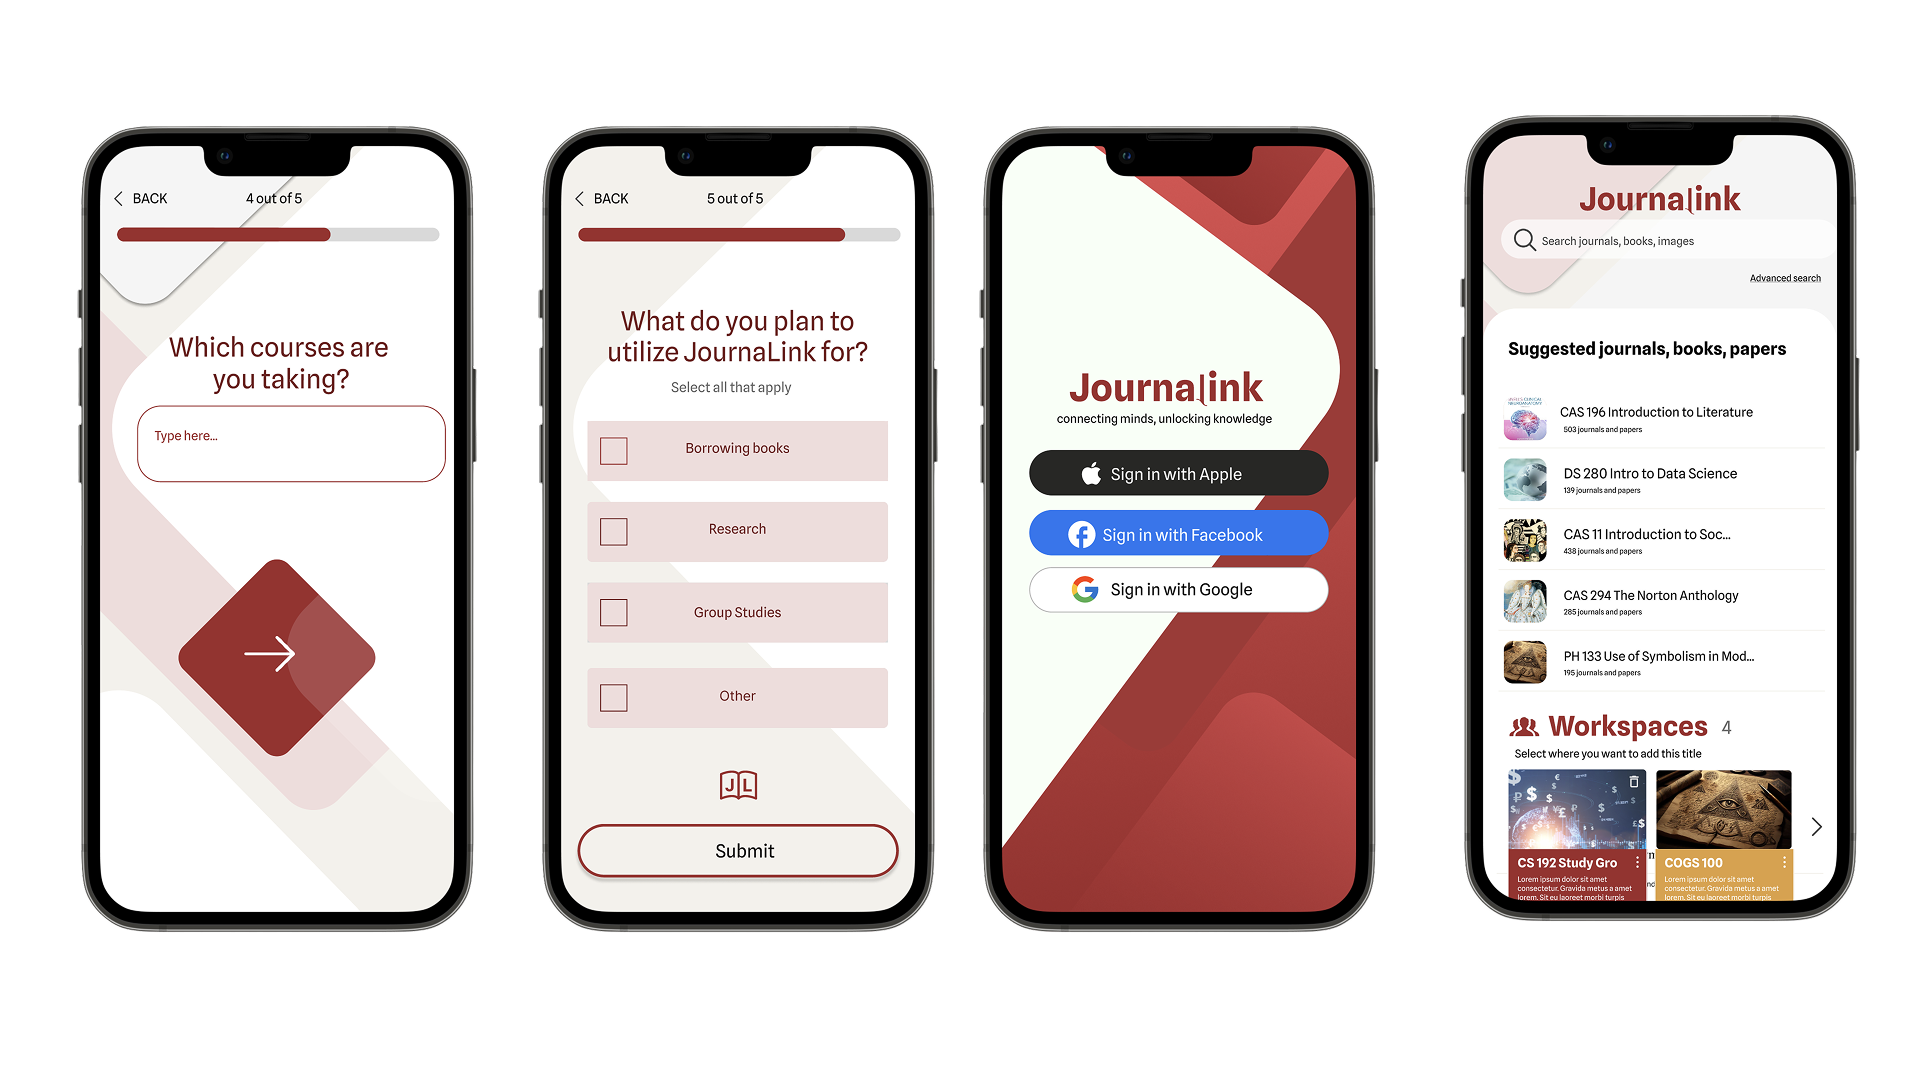 BACK
4 out of 5
Which courses are
you taking?
Type here...
BACK
5 out of 5
What do you plan to
utilize JournaLink for?
Select all that apply
Borrowing books
Research
Group Studies
Other
JL
Submit
Journalink
connecting minds, unlocking knowledge
Sign in with Apple
Sign in with Facebook
Sign in with Google
Journalink
Search journals, books, images
Advanced search
Suggested journals, books, papers
CAS 196 Introduction to Literature
503 journals and papers
DS 280 Intro to Data Science
139 journals and papers
CAS 11 Introduction to Soc...
438 journals and papers
CAS 294 The Norton Anthology
285 journals and papers
PH 133 Use of Symbolism in Mod...
195 journals and papers
Workspaces 4
Select where you want to add this title
CS 192 Study Gro
Lorem ipsum dolor sit amet
consectetur. Gravida metus a amet
lorem. Sit eu laoreet morbi turpis
COGS 100
Lorem ipsum dolor sit amet
consectetur. Gravida metus a amet
lorem. Sit eu laoreet morbi turpis